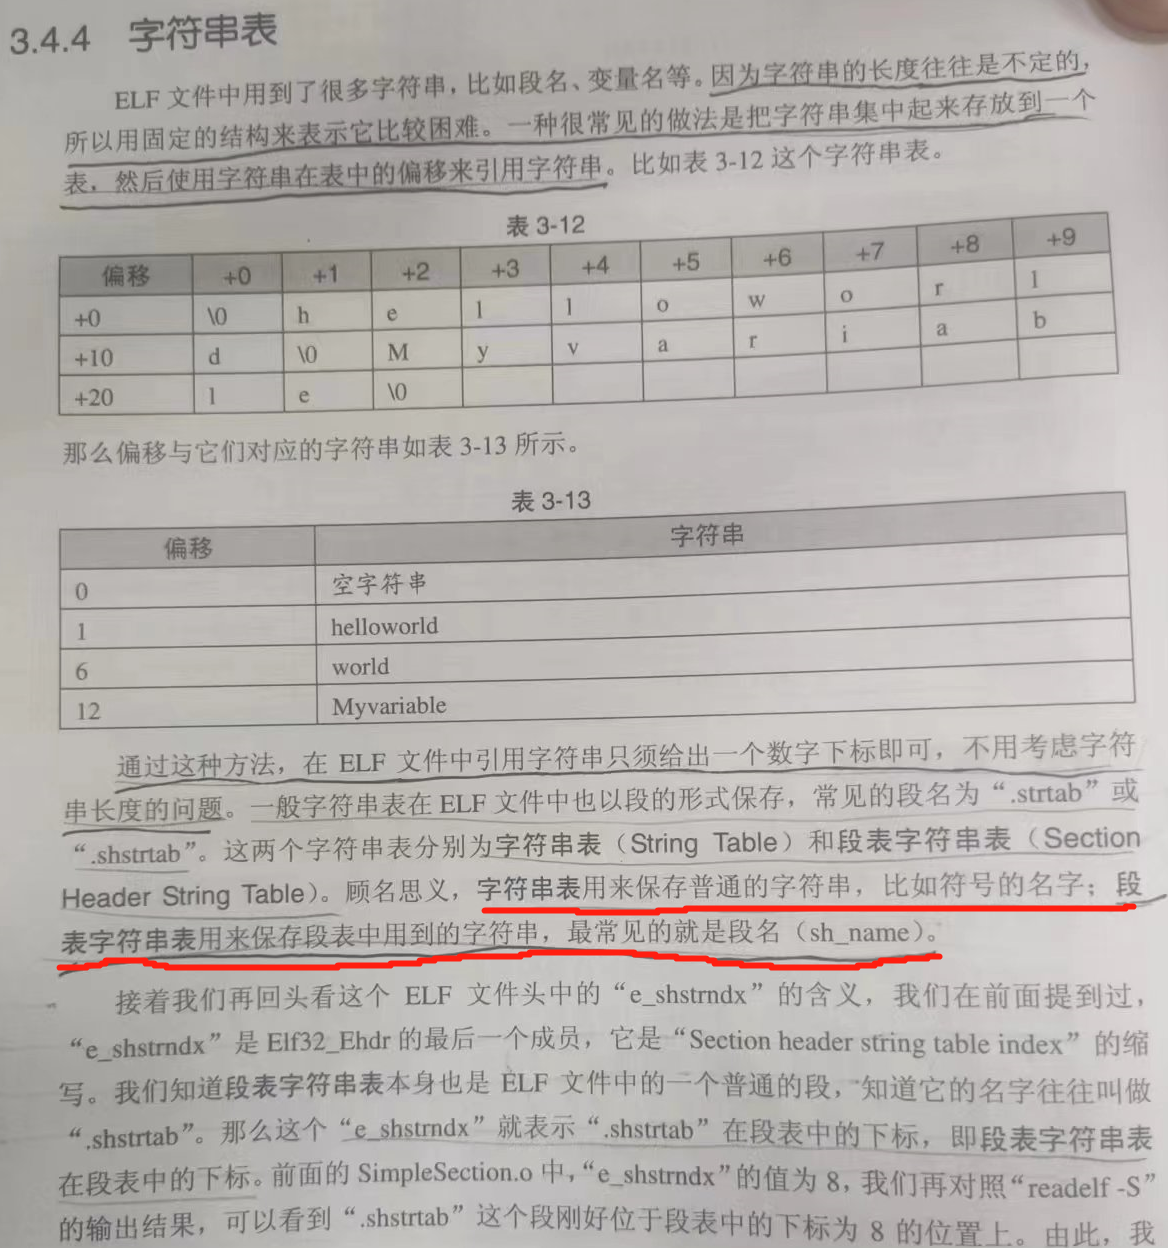 3.4.4 字符串表
ELF 文件中用到了很多字符串，比如段名、变量名等。因为字符串的长度往往是不定的，
所以用固定的结构来表示它比较困难。一种很常见的做法是把字符串集中起来存放到一个
表，然后使用字符串在表中的偏移来引用字符串。比如表 3-12 这个字符串表。
表 3-12
偏移 +0 +1 +2 +3 +4 +5 +6 +7 +8 +9
+0 \0 h e l l o w o r l
+10 d \0 M y v a r i a b
+20 l e \0
那么偏移与它们对应的字符串如表 3-13 所示。
表 3-13
偏移 字符串
0 空字符串
1 helloworld
6 world
12 Myvariable
通过这种方法，在 ELF 文件中引用字符串只须给出一个数字下标即可，不用考虑字符
串长度的问题。一般字符串表在 ELF 文件中也以段的形式保存，常见的段名为“.strtab”或
“.shstrtab”。这两个字符串表分别为字符串表（String Table）和段表字符串表（Section
Header String Table）。顾名思义，字符串表用来保存普通的字符串，比如符号的名字；段
表字符串表用来保存段表中用到的字符串，最常见的就是段名（sh_name）。
接着我们再回头看这个 ELF 文件头中的“e_shstrndx”的含义，我们在前面提到过，
“e_shstrndx”是 Elf32_Ehdr 的最后一个成员，它是“Section header string table index”的缩
写。我们知道段表字符串表本身也是 ELF 文件中的一个普通的段，知道它的名字往往叫做
“.shstrtab”。那么这个“e_shstrndx”就表示“.shstrtab”在段表中的下标，即段表字符串表
在段表中的下标。前面的 SimpleSection.o 中，“e_shstrndx”的值为 8，我们再对照“readelf -S”
的输出结果，可以看到“.shstrtab”这个段刚好位于段表中的下标为 8 的位置上。由此，我